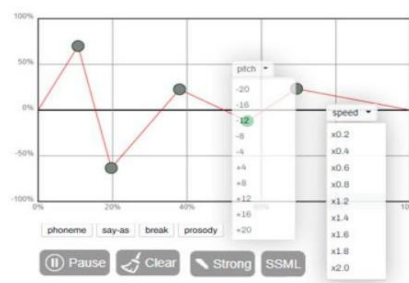 100%
50%
0%
-50%
-100%
0%
20%
40%
60%
80%
pitch
-20
-16
-12
-8
-4
+4
+8
+12
+16
+20
speed
x0.2
x0.4
x0.6
x0.8
x1.2
x1.4
x1.6
x1.8
x2.0
phoneme say-as break prosody
Pause Clear Strong SSML